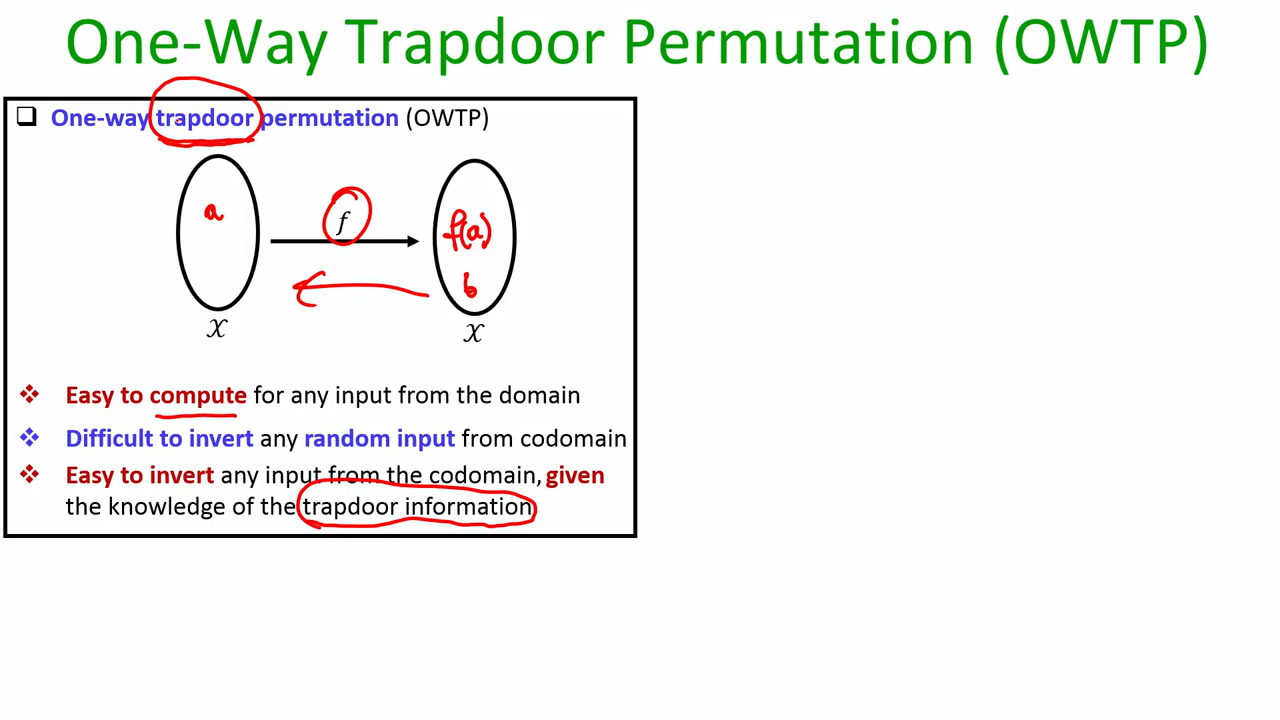 One-Way Trapdoor Permutation (OWTP)
One-way trapdoor permutation (OWTP)
a
f
f(a)
b
𝒳
𝒳
Easy to compute for any input from the domain
Difficult to invert any random input from codomain
Easy to invert any input from the codomain, given
the knowledge of the trapdoor information